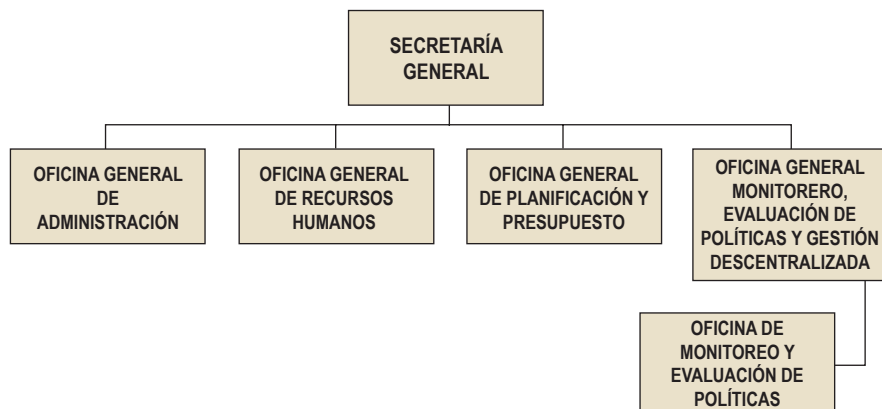 SECRETARÍA
GENERAL
OFICINA GENERAL
DE
ADMINISTRACIÓN
OFICINA GENERAL
DE RECURSOS
HUMANOS
OFICINA GENERAL
DE PLANIFICACIÓN Y
PRESUPUESTO
OFICINA GENERAL
MONITORERO,
EVALUACIÓN DE
POLÍTICAS Y GESTIÓN
DESCENTRALIZADA
OFICINA DE
MONITOREO Y
EVALUACIÓN DE
POLÍTICAS